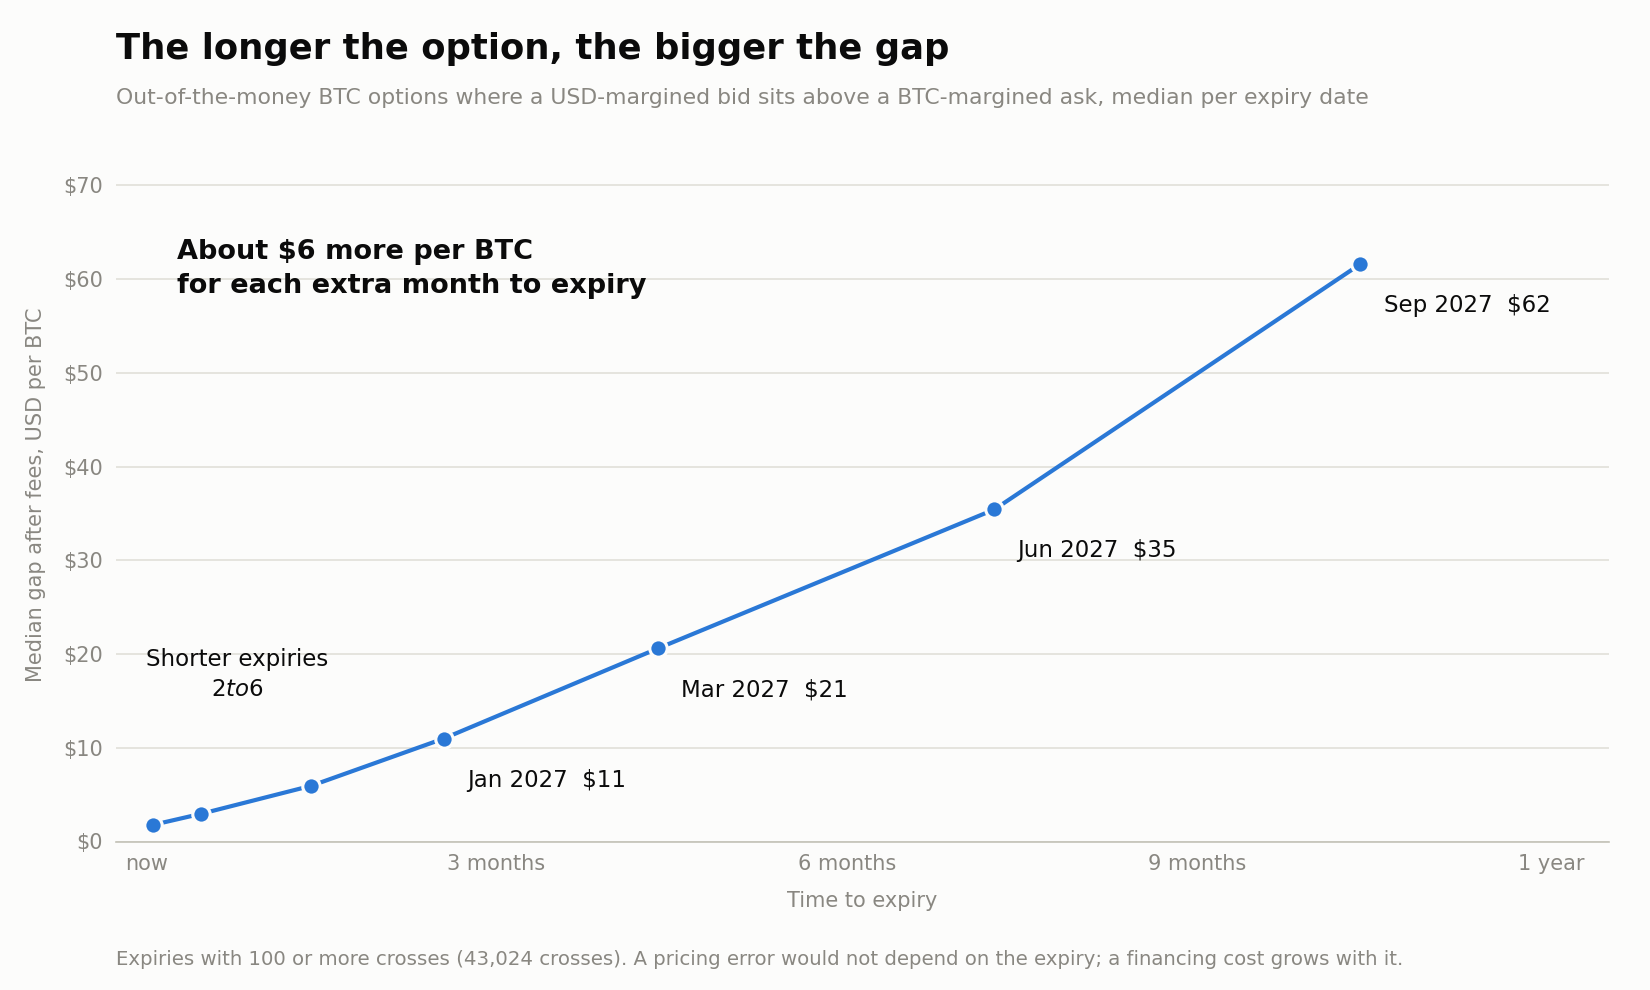 The longer the option, the bigger the gap
Out-of-the-money BTC options where a USD-margined bid sits above a BTC-margined ask, median per expiry date
Median gap after fees, USD per BTC
$70
$60
$50
$40
$30
$20
$10
$0
About $6 more per BTC
for each extra month to expiry
Sep 2027 $62
Jun 2027 $35
Shorter expiries
2to6
Mar 2027 $21
Jan 2027 $11
now
3 months
6 months
9 months
1 year
Time to expiry
Expiries with 100 or more crosses (43,024 crosses). A pricing error would not depend on the expiry; a financing cost grows with it.